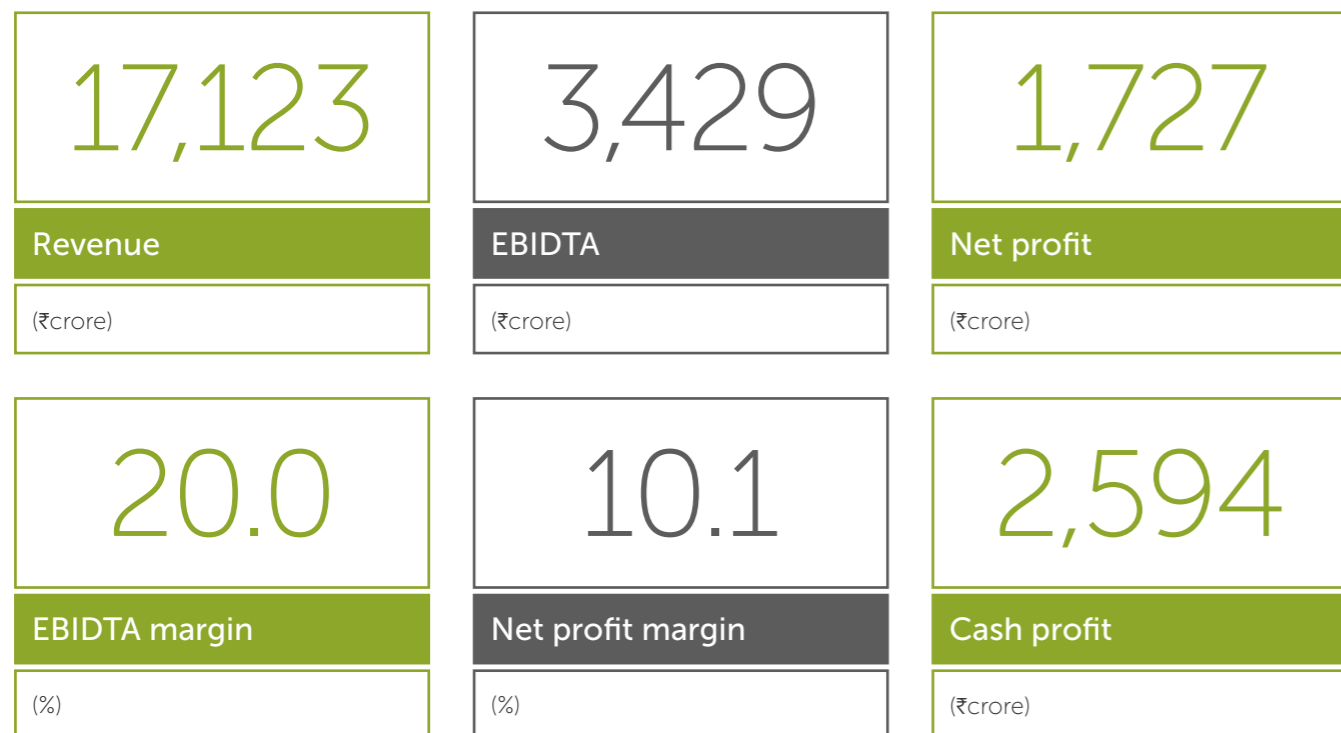 17,123
Revenue
(₹crore)
3,429
EBIDTA
(₹crore)
1,727
Net profit
(₹crore)
20.0
EBIDTA margin
(%)
10.1
Net profit margin
(%)
2,594
Cash profit
(₹crore)